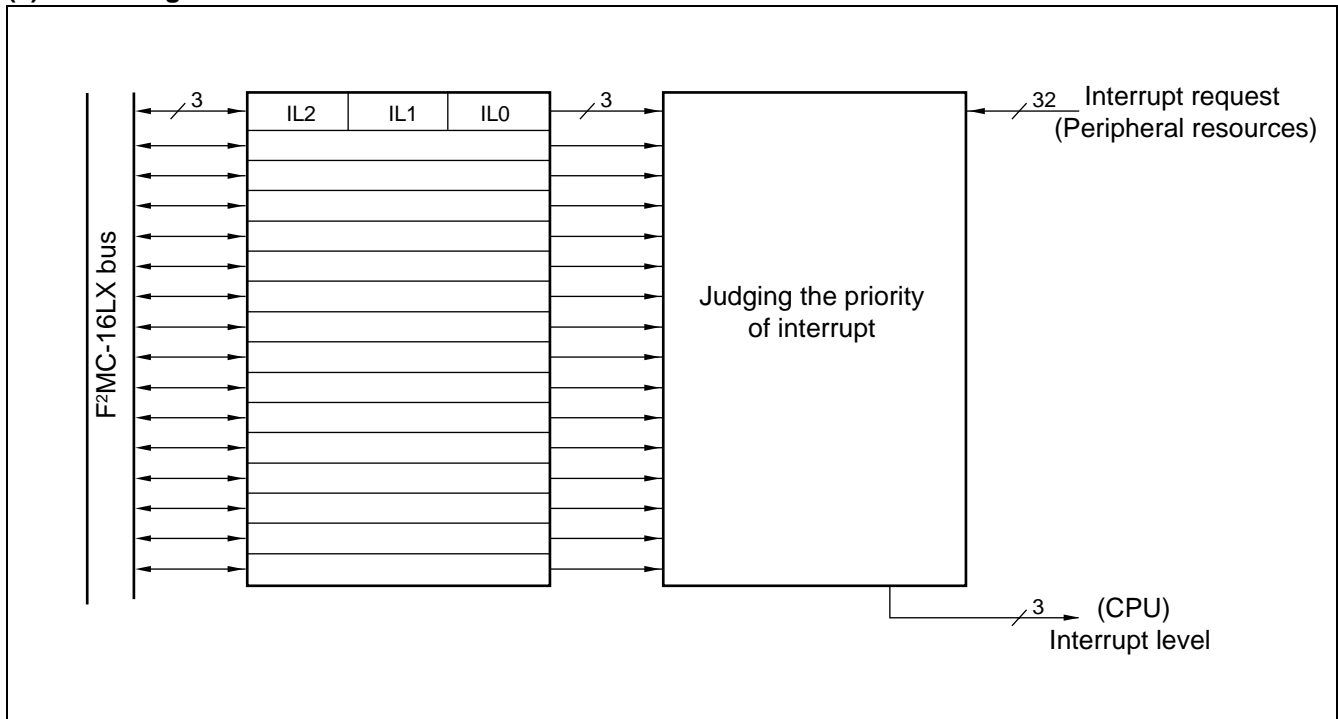 3
IL2 IL1 IL0
3
32
Interrupt request
(Peripheral resources)
F²MC-16LX bus
Judging the priority
of interrupt
3
(CPU)
Interrupt level